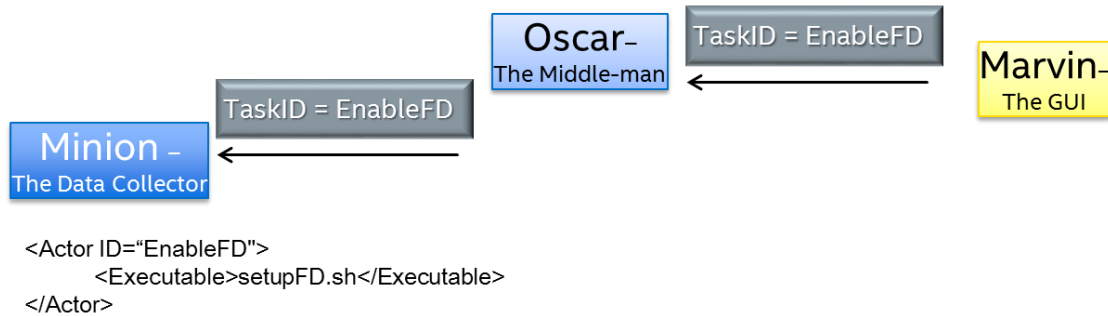 Oscar–
The Middle-man
TaskID = EnableFD
Marvin–
The GUI
TaskID = EnableFD
Minion –
The Data Collector
<Actor ID=“EnableFD">
<Executable>setupFD.sh</Executable>
</Actor>